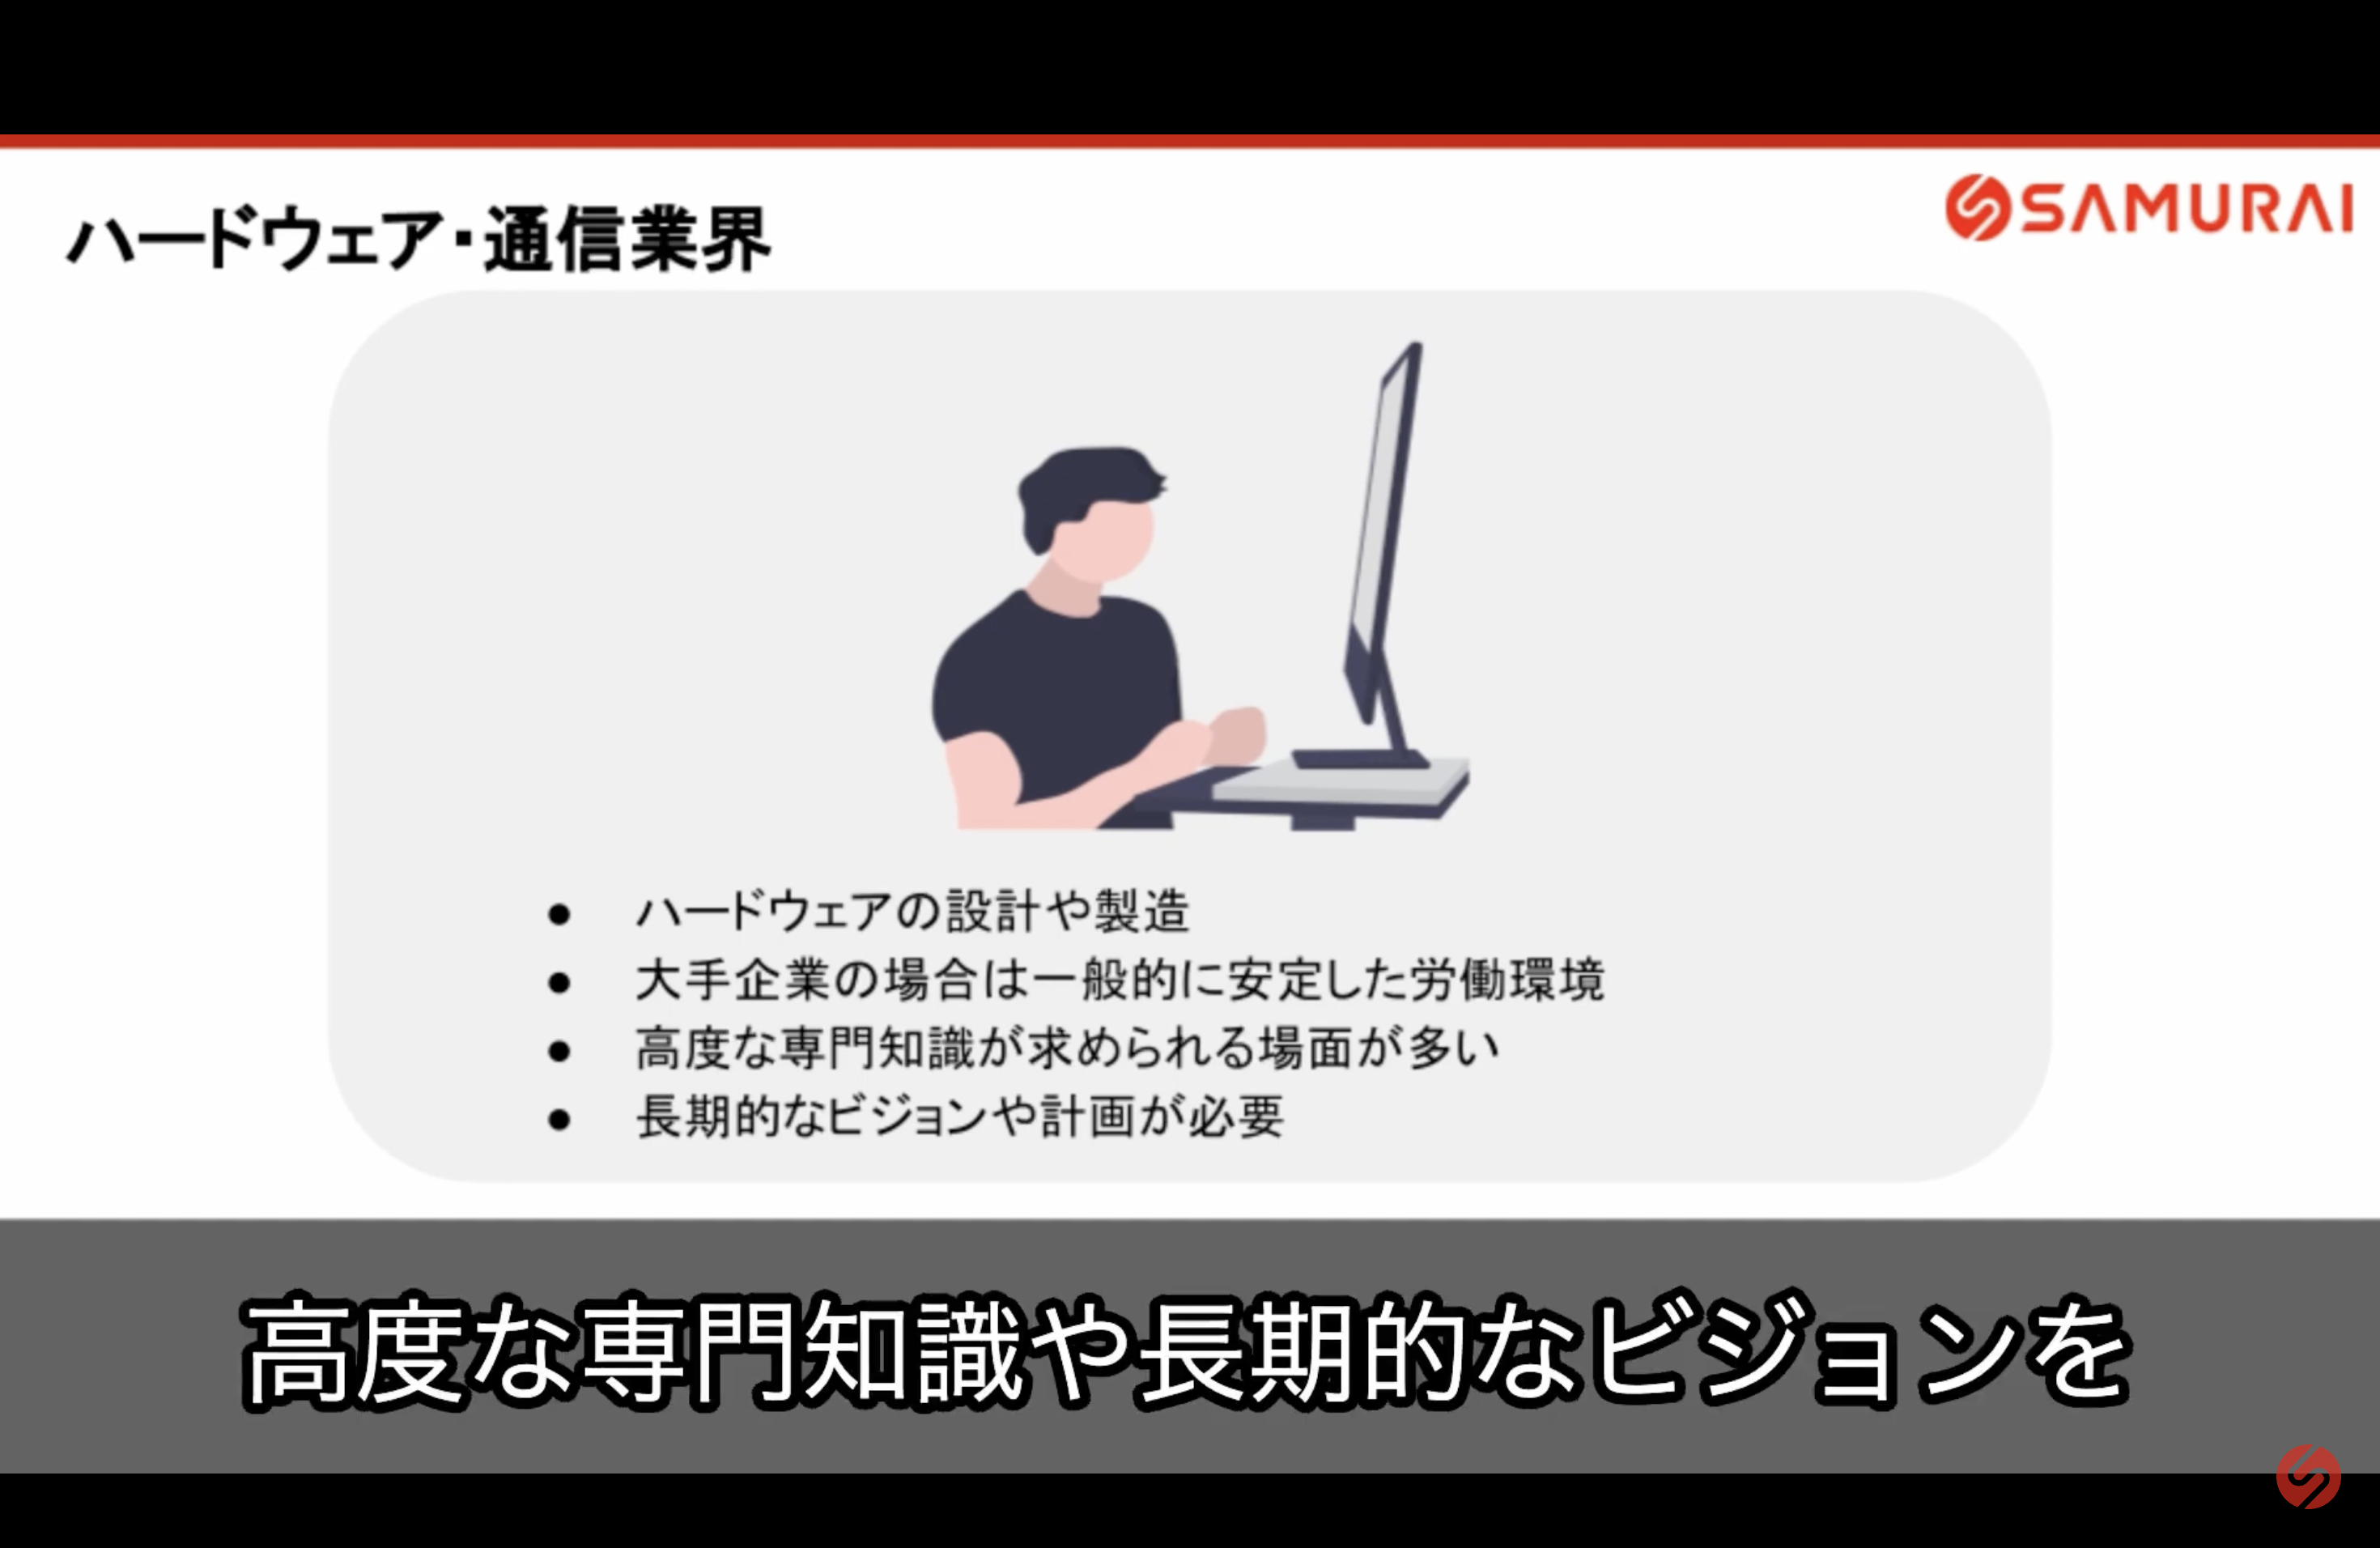 ハードウェア・通信業界
SAMURAI
● ハードウェアの設計や製造
● 大手企業の場合は一般的に安定した労働環境
● 高度な専門知識が求められる場面が多い
● 長期的なビジョンや計画が必要
高度な専門知識や長期的なビジョンを